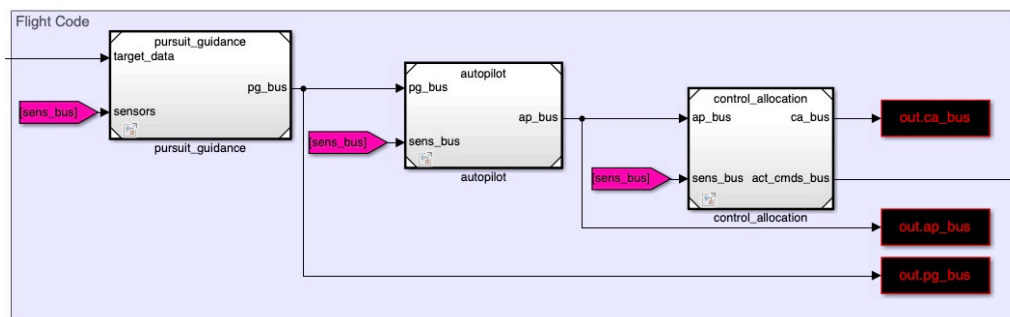 Flight Code
pursuit_guidance
target_data
pg_bus
[sens_bus]
sensors
pursuit_guidance
autopilot
pg_bus
ap_bus
[sens_bus]
sens_bus
autopilot
control_allocation
ap_bus
ca_bus
[sens_bus]
sens_bus
act_cmds_bus
control_allocation
out.ca_bus
out.ap_bus
out.pg_bus